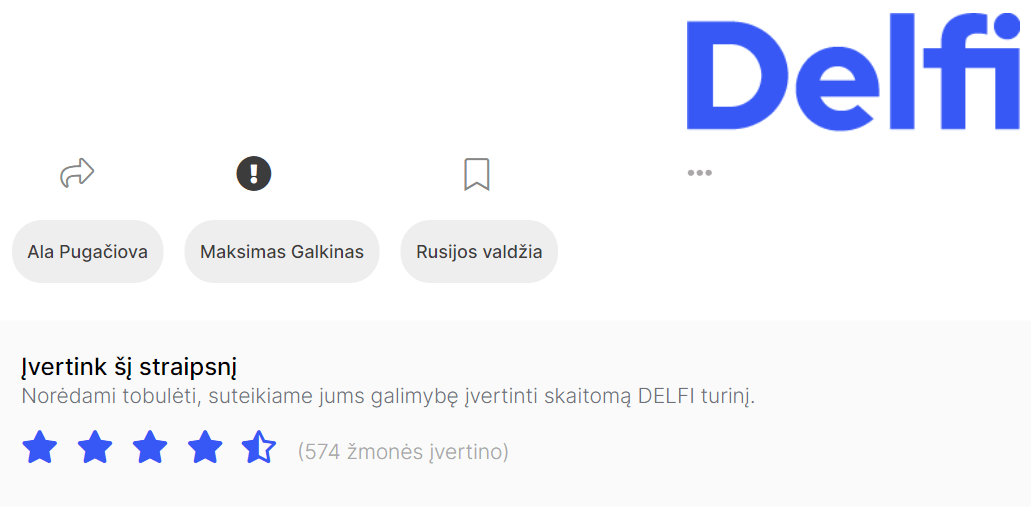 Delfi
Ala Pugačiova Maksimas Galkinas Rusijos valdžia
Įvertink šį straipsnį
Norėdami tobulėti, suteikiame jums galimybę įvertinti skaitomą DELFI turinį.
(574 žmonės įvertino)